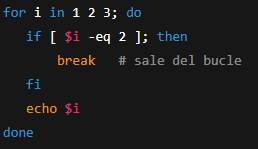 for i in 1 2 3; do
   if [ $i -eq 2 ]; then
       break   # sale del bucle
   fi
   echo $i
done